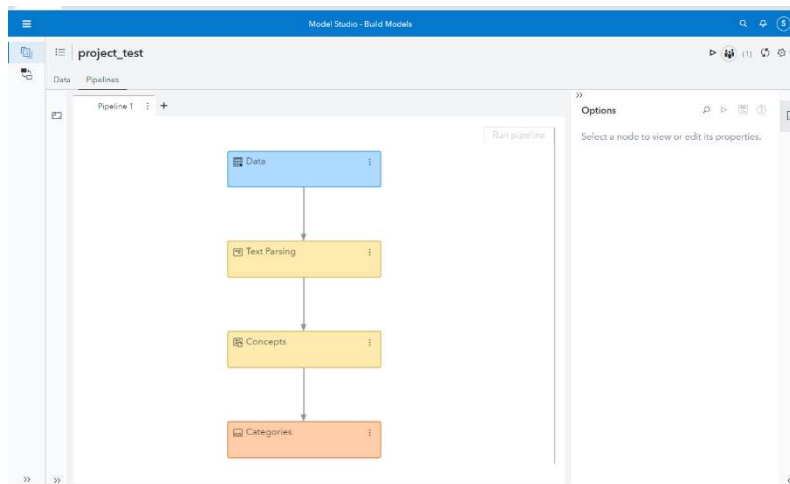 Model Studio - Build Models
S
project_test
(1)
Data Pipelines
Pipeline 1
Options
Run pipeline
Select a node to view or edit its properties.
Data
Text Parsing
Concepts
Categories